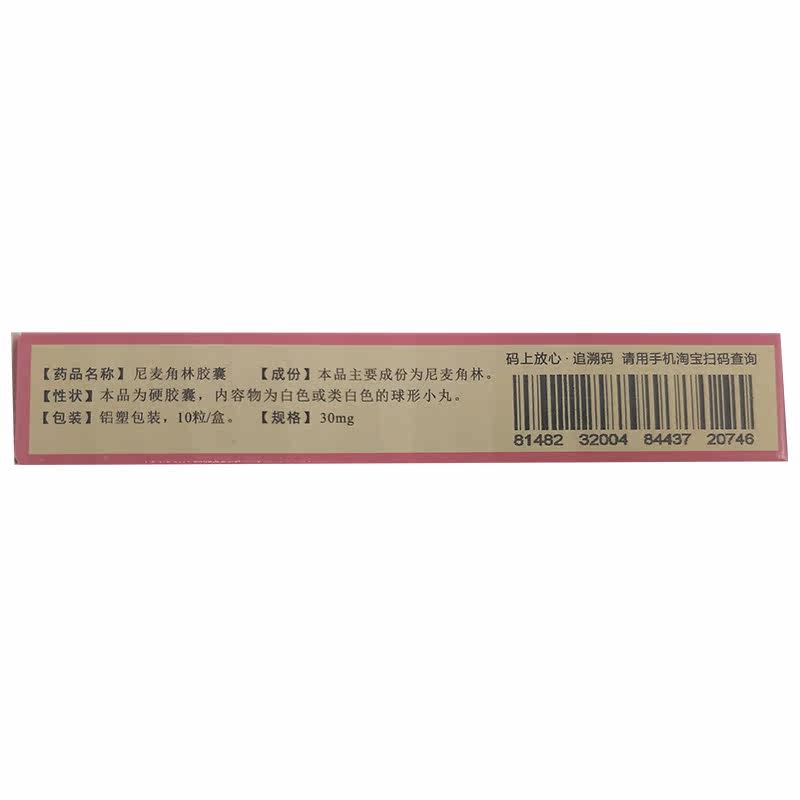 【药品名称】尼麦角林胶囊 【成份】本品主要成份为尼麦角林。
【性状】本品为硬胶囊，内容物为白色或类白色的球形小丸。
【包装】铝塑包装，10粒/盒。 【规格】30mg
码上放心·追溯码 请用手机淘宝扫码查询
81482 32004 84437 20746